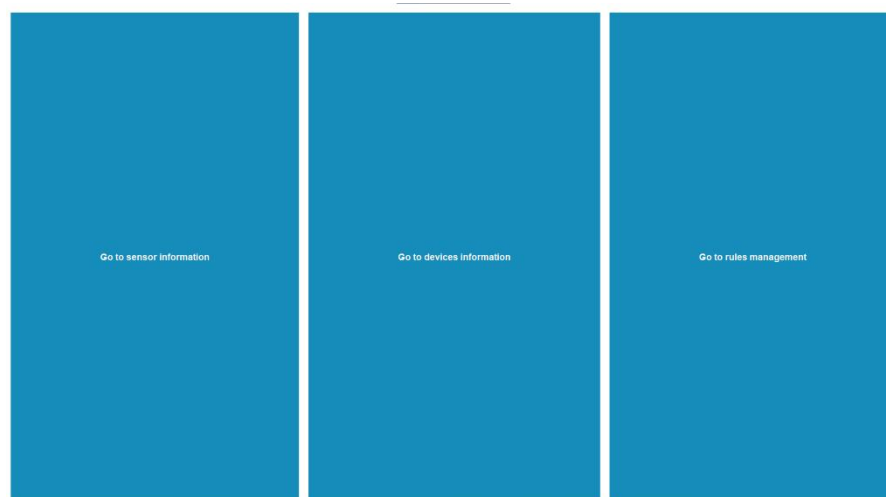 Go to sensor information
Go to devices information
Go to rules management